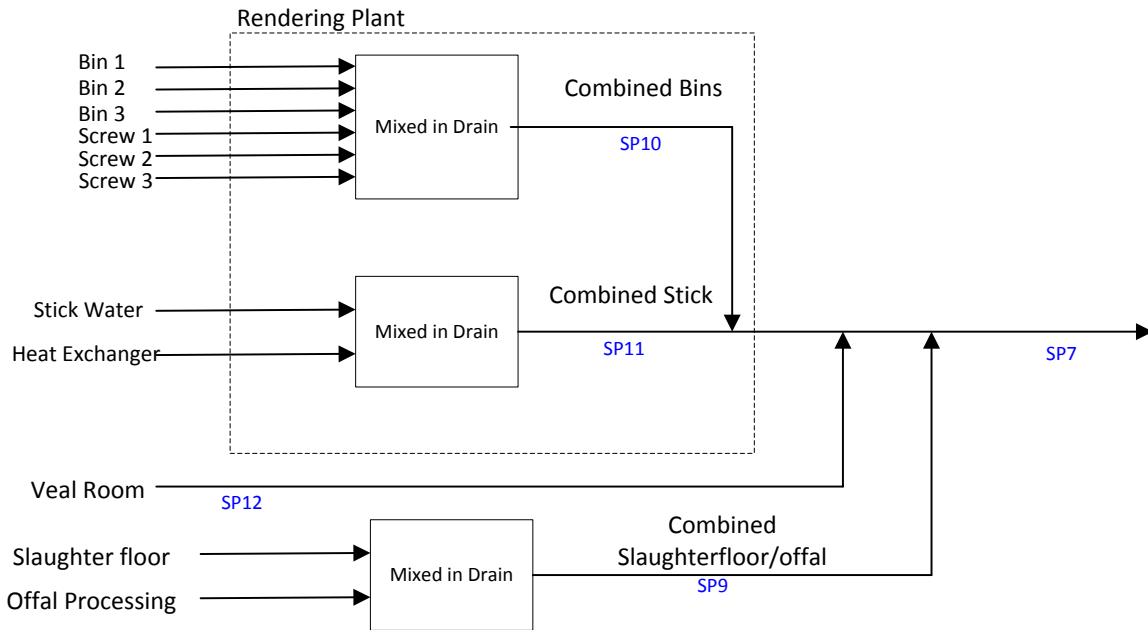 Rendering Plant
Bin 1
Bin 2
Bin 3
Screw 1
Screw 2
Screw 3
Mixed in Drain
Combined Bins
SP10
Stick Water
Heat Exchanger
Mixed in Drain
Combined Stick
SP11
SP7
Veal Room
SP12
Slaughter floor
Offal Processing
Mixed in Drain
Combined
Slaughterfloor/offal
SP9